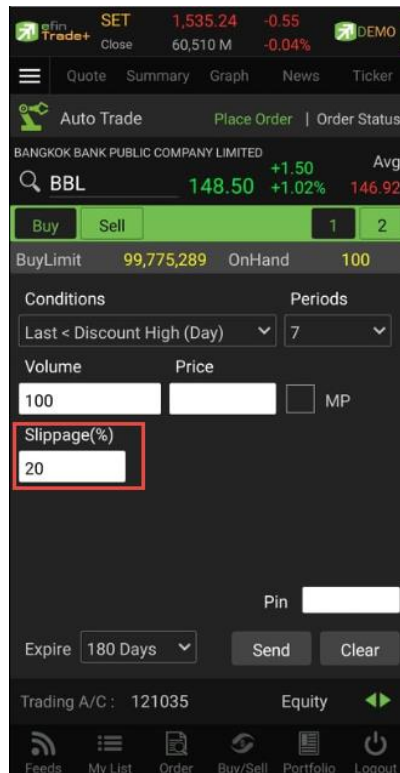 efin Trade+ SET 1,535.24 -0.55 DEMO
Close 60,510 M -0.04%
Quote Summary Graph News Ticker
Auto Trade Place Order | Order Status
BANGKOK BANK PUBLIC COMPANY LIMITED +1.50 Avg
BBL 148.50 +1.02% 146.92
Buy Sell 1 2
BuyLimit 99,775,289 OnHand 100
Conditions Periods
Last < Discount High (Day) 7
Volume Price
100 MP
Slippage(%)
20
Pin
Expire 180 Days Send Clear
Trading A/C : 121035 Equity
Feeds My List Order Buy/Sell Portfolio Logout